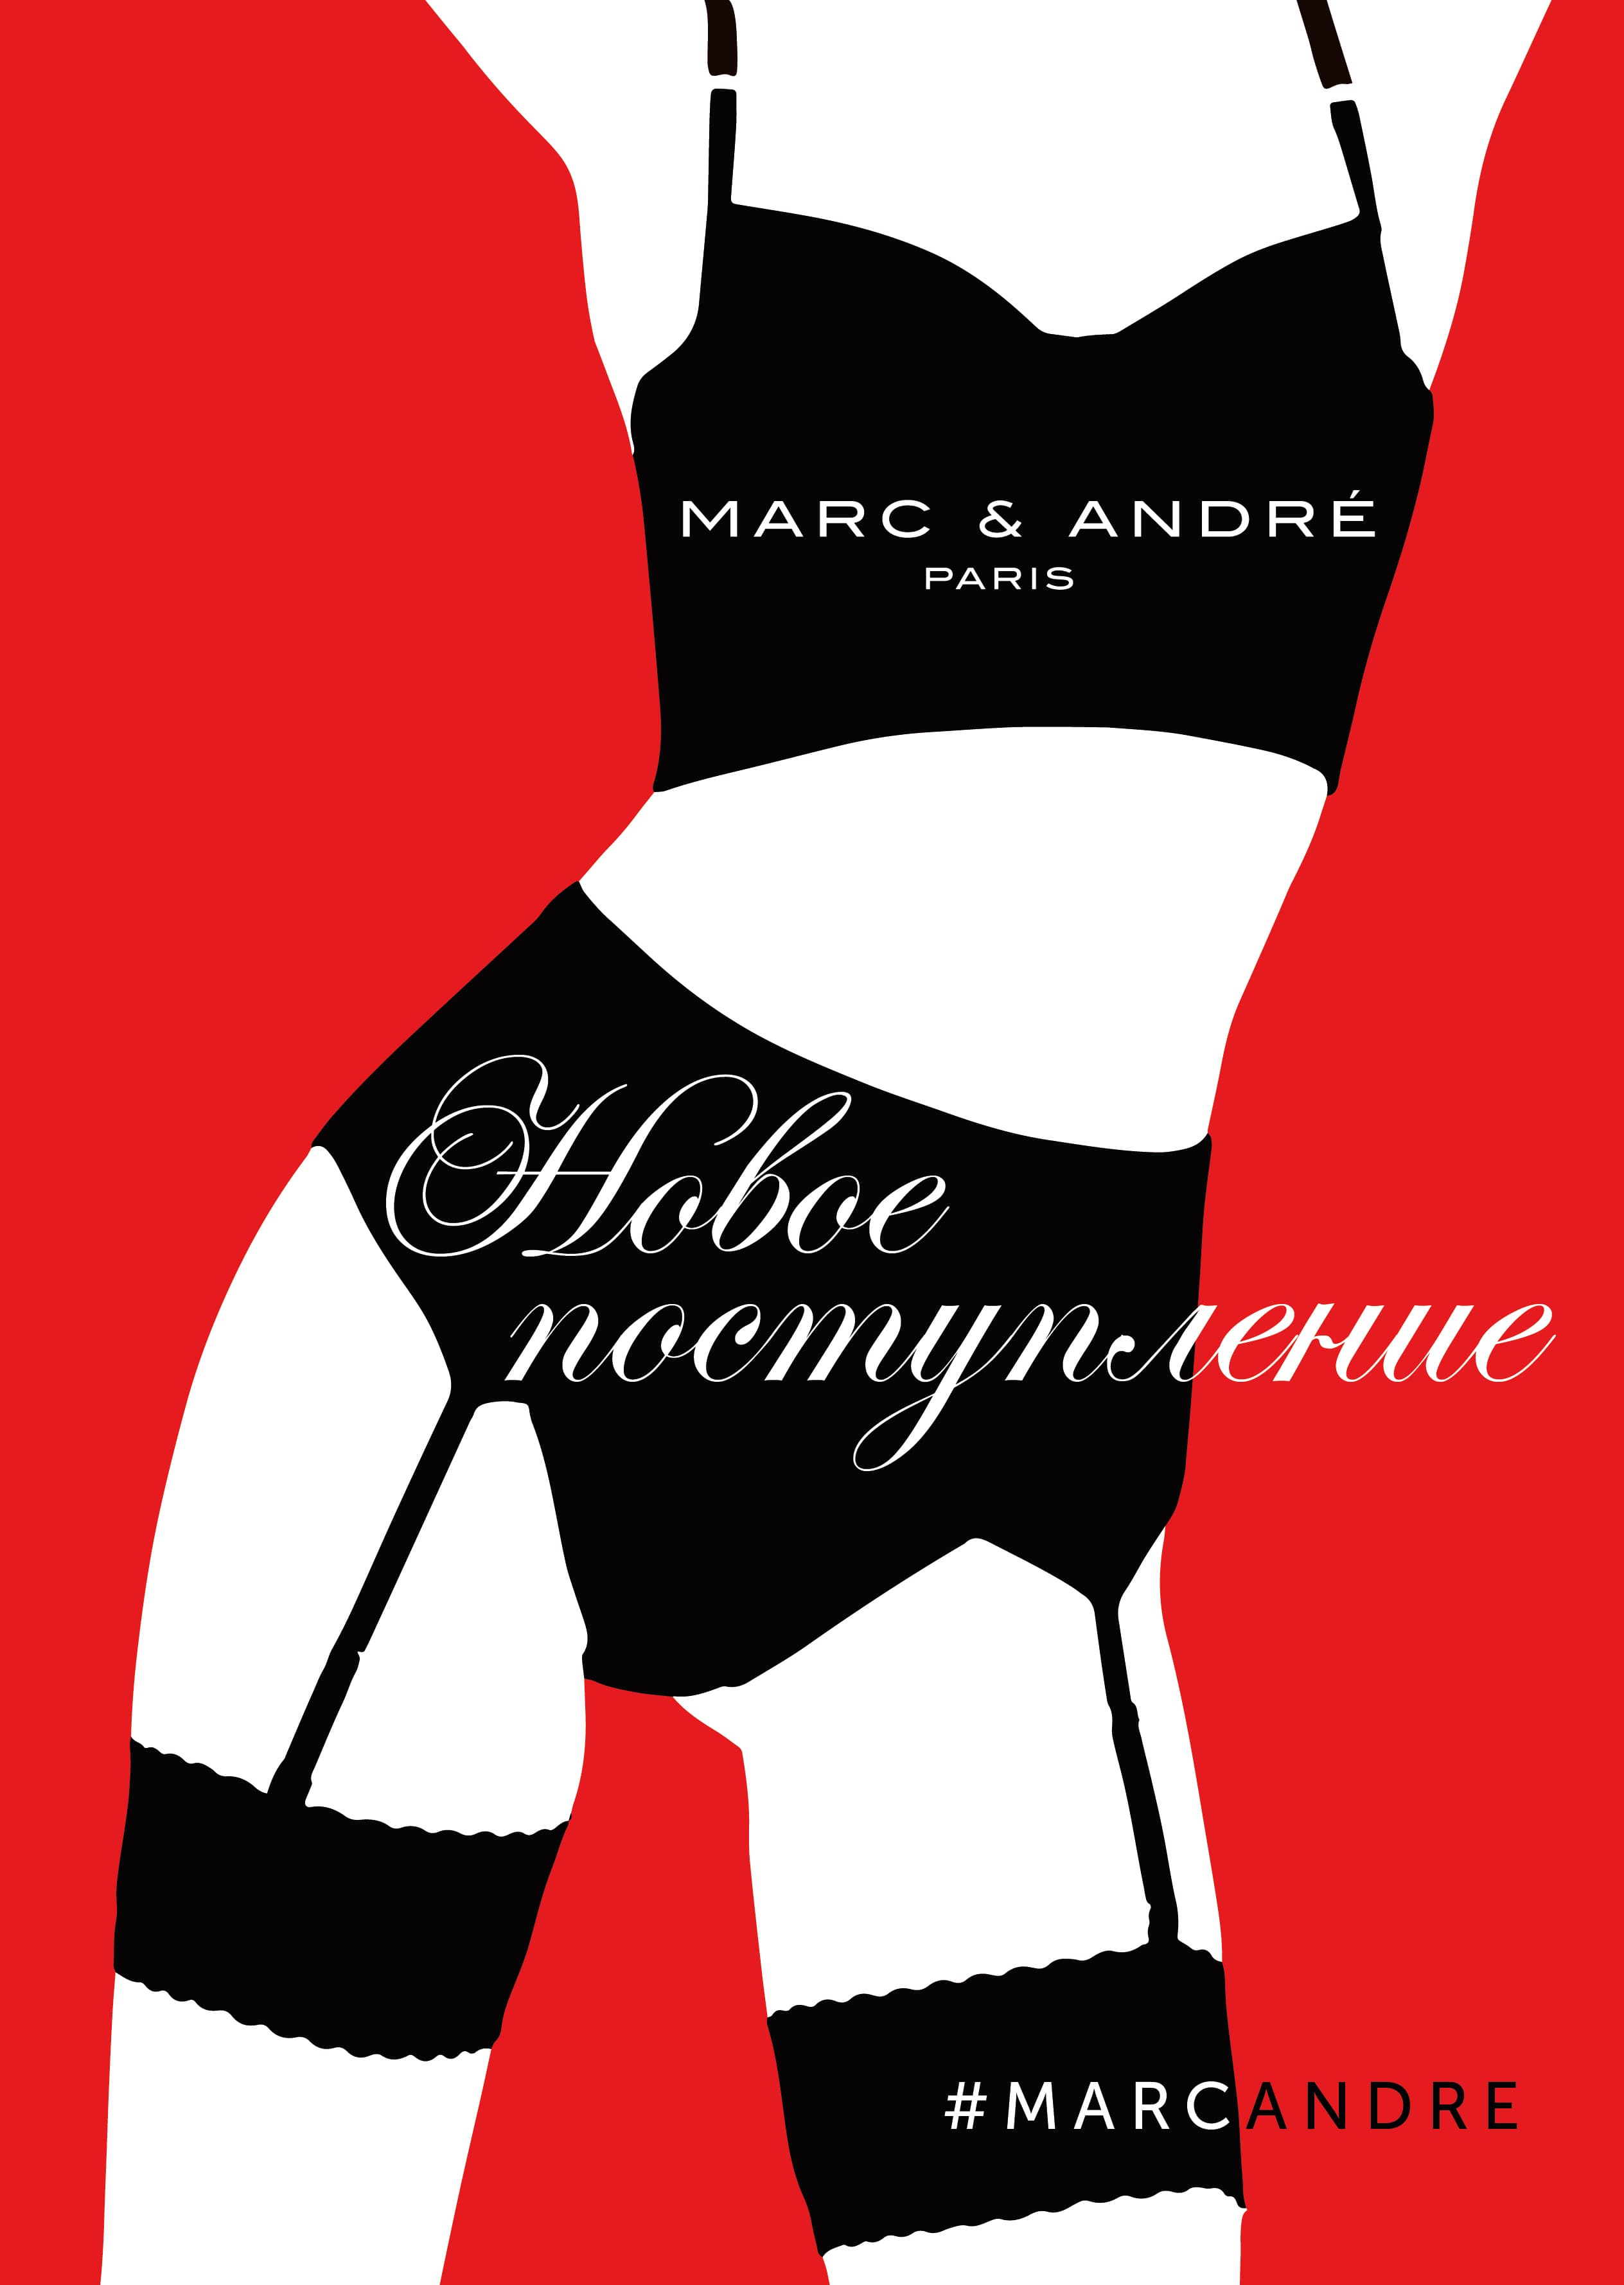 MARC & ANDRÉ
PARIS
Новое
поступление
#MARCANDRE